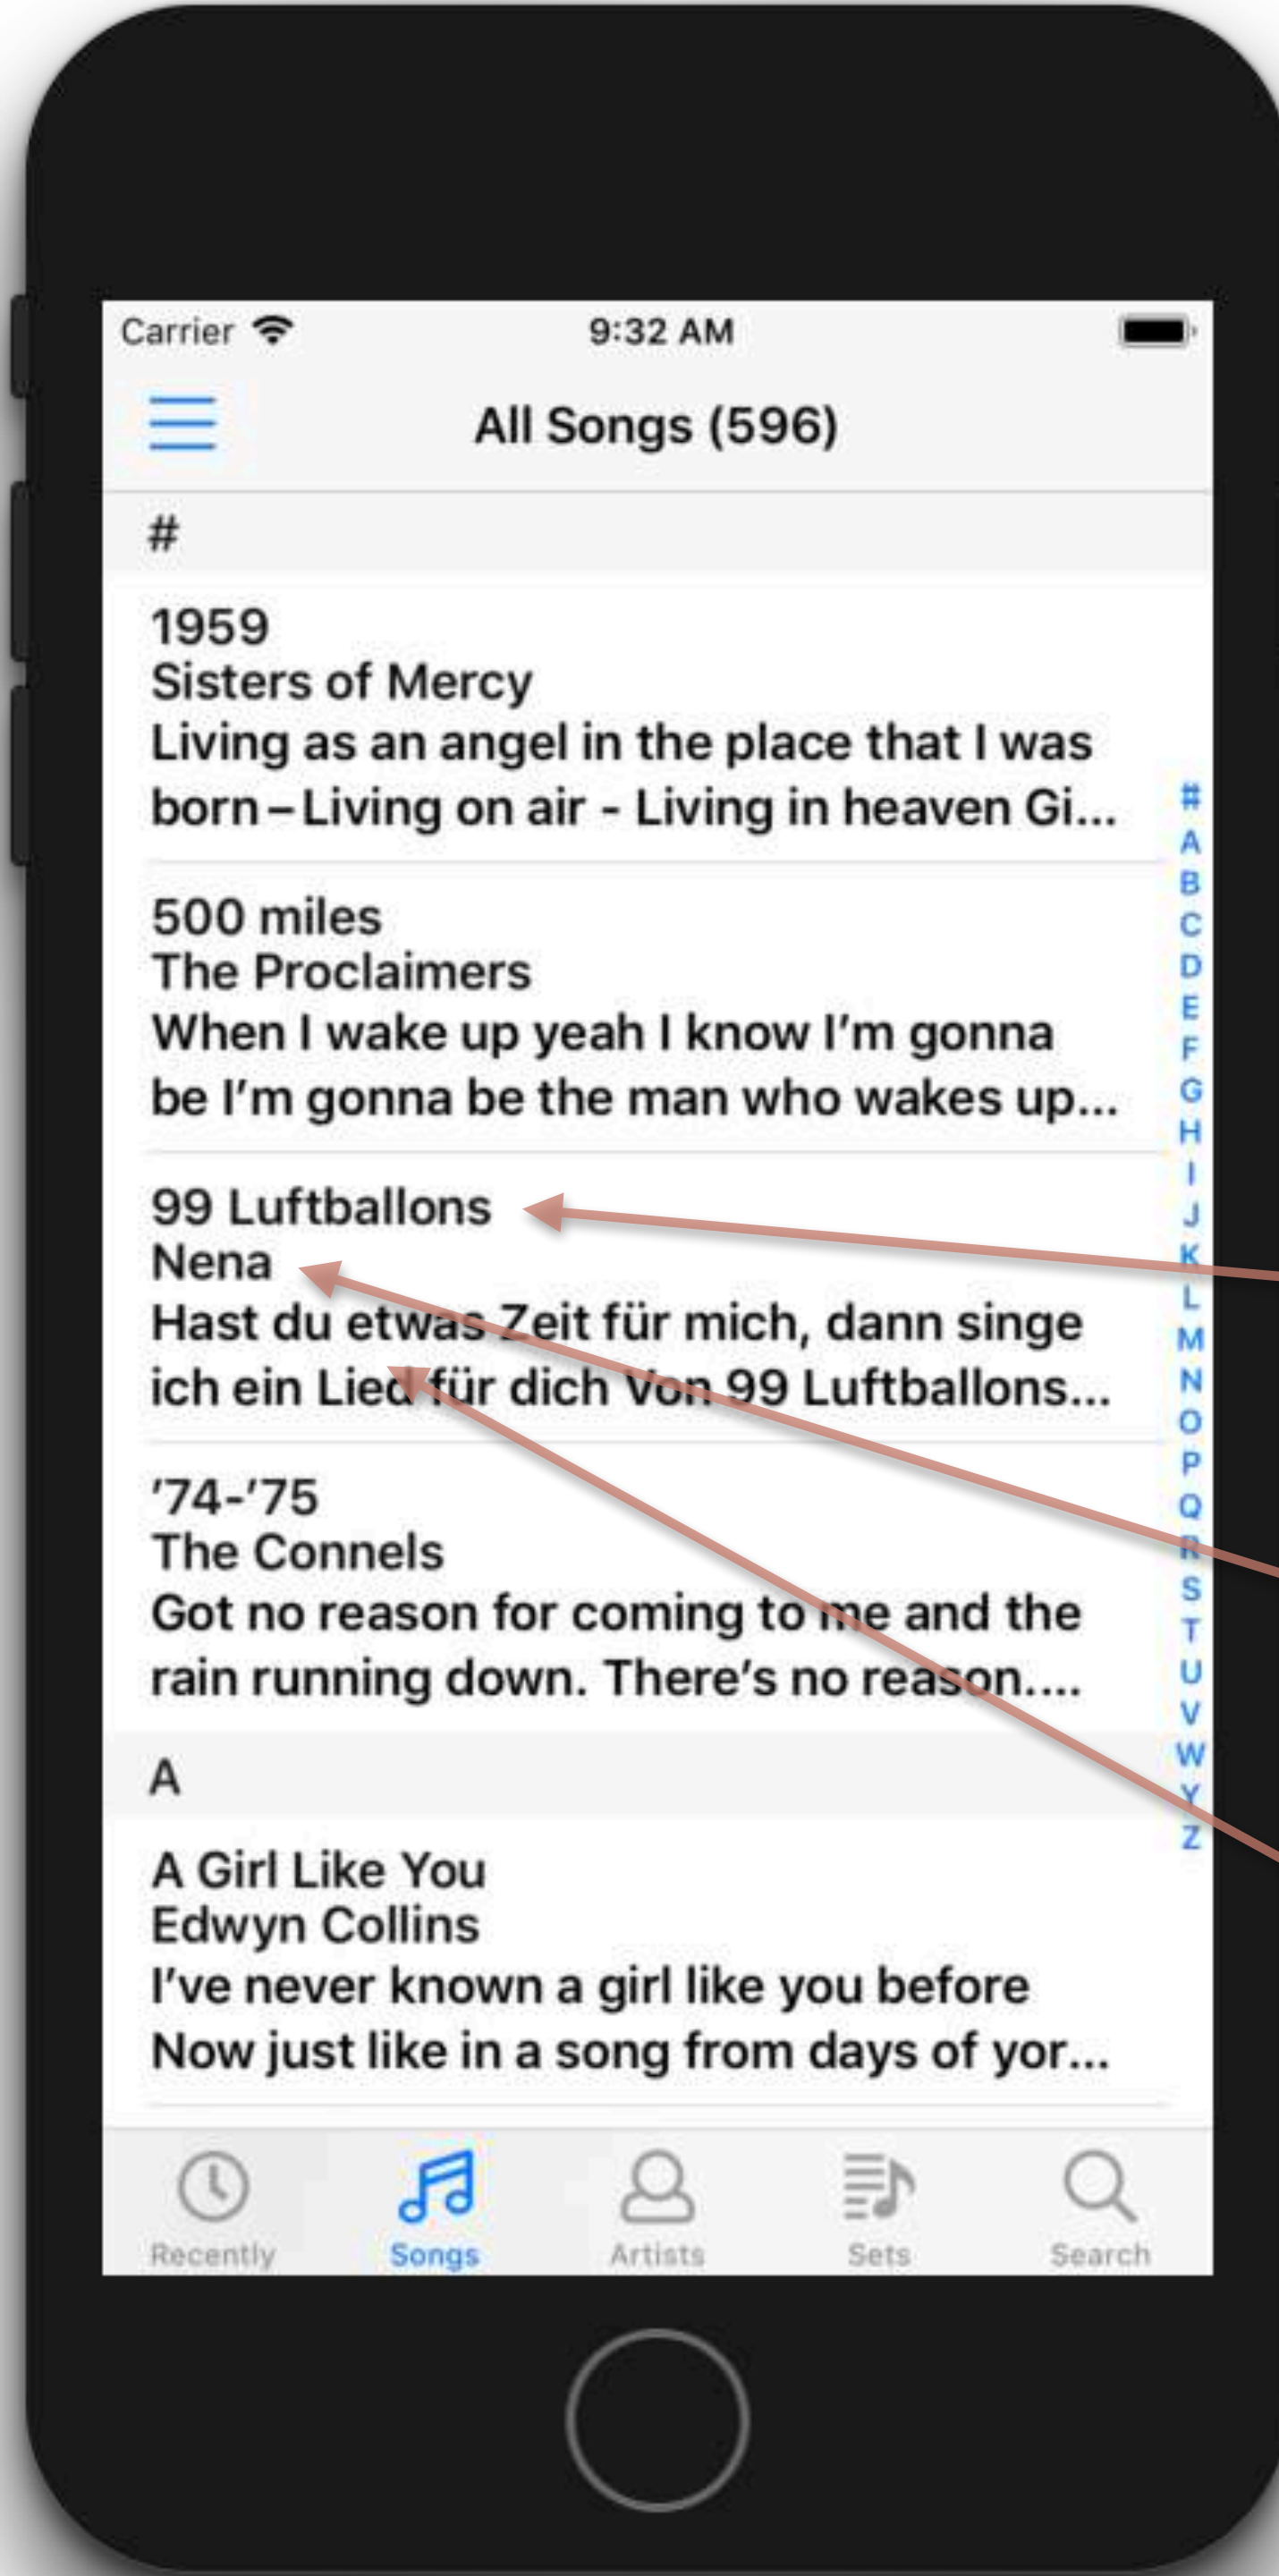 Carrier 9:32 AM
All Songs (596)
#
1959
Sisters of Mercy
Living as an angel in the place that I was
born – Living on air - Living in heaven Gi...
500 miles
The Proclaimers
When I wake up yeah I know I’m gonna
be I’m gonna be the man who wakes up...
99 Luftballons
Nena
Hast du etwas Zeit für mich, dann singe
ich ein Lied für dich Von 99 Luftballons...
’74-’75
The Connels
Got no reason for coming to me and the
rain running down. There’s no reason....
A
A Girl Like You
Edwyn Collins
I’ve never known a girl like you before
Now just like in a song from days of yor...
#
A
B
C
D
E
F
G
H
I
J
K
L
M
N
O
P
Q
R
S
T
U
V
W
Y
Z
Recently Songs Artists Sets Search